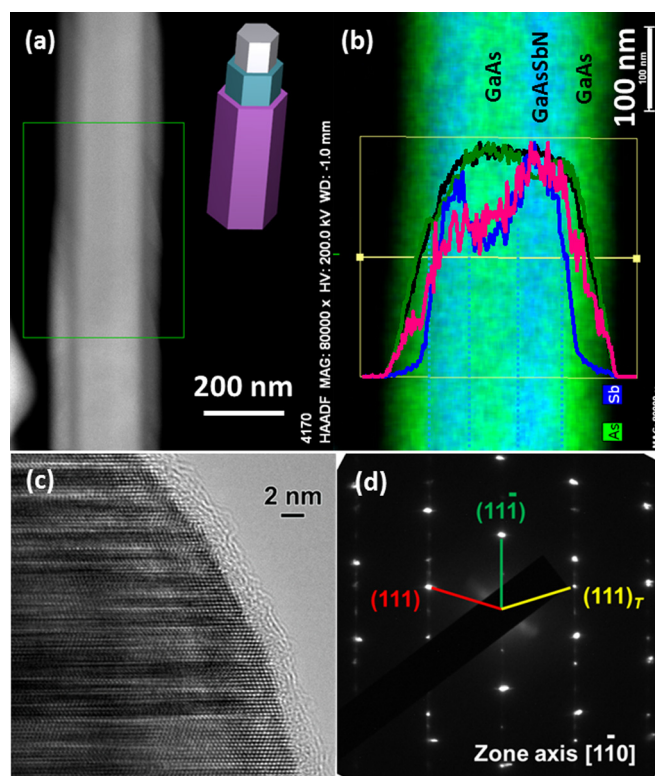 (a)
200 nm
4170
HAADF MAG: 80000 x HV: 200.0 kV WD: -1.0 mm
(b)
GaAs
GaAsSbN
GaAs
100 nm
100 nm
Sb
As
(c)
2 nm
(d)
(111̄)
(111)
(111)T
Zone axis [11̄0]